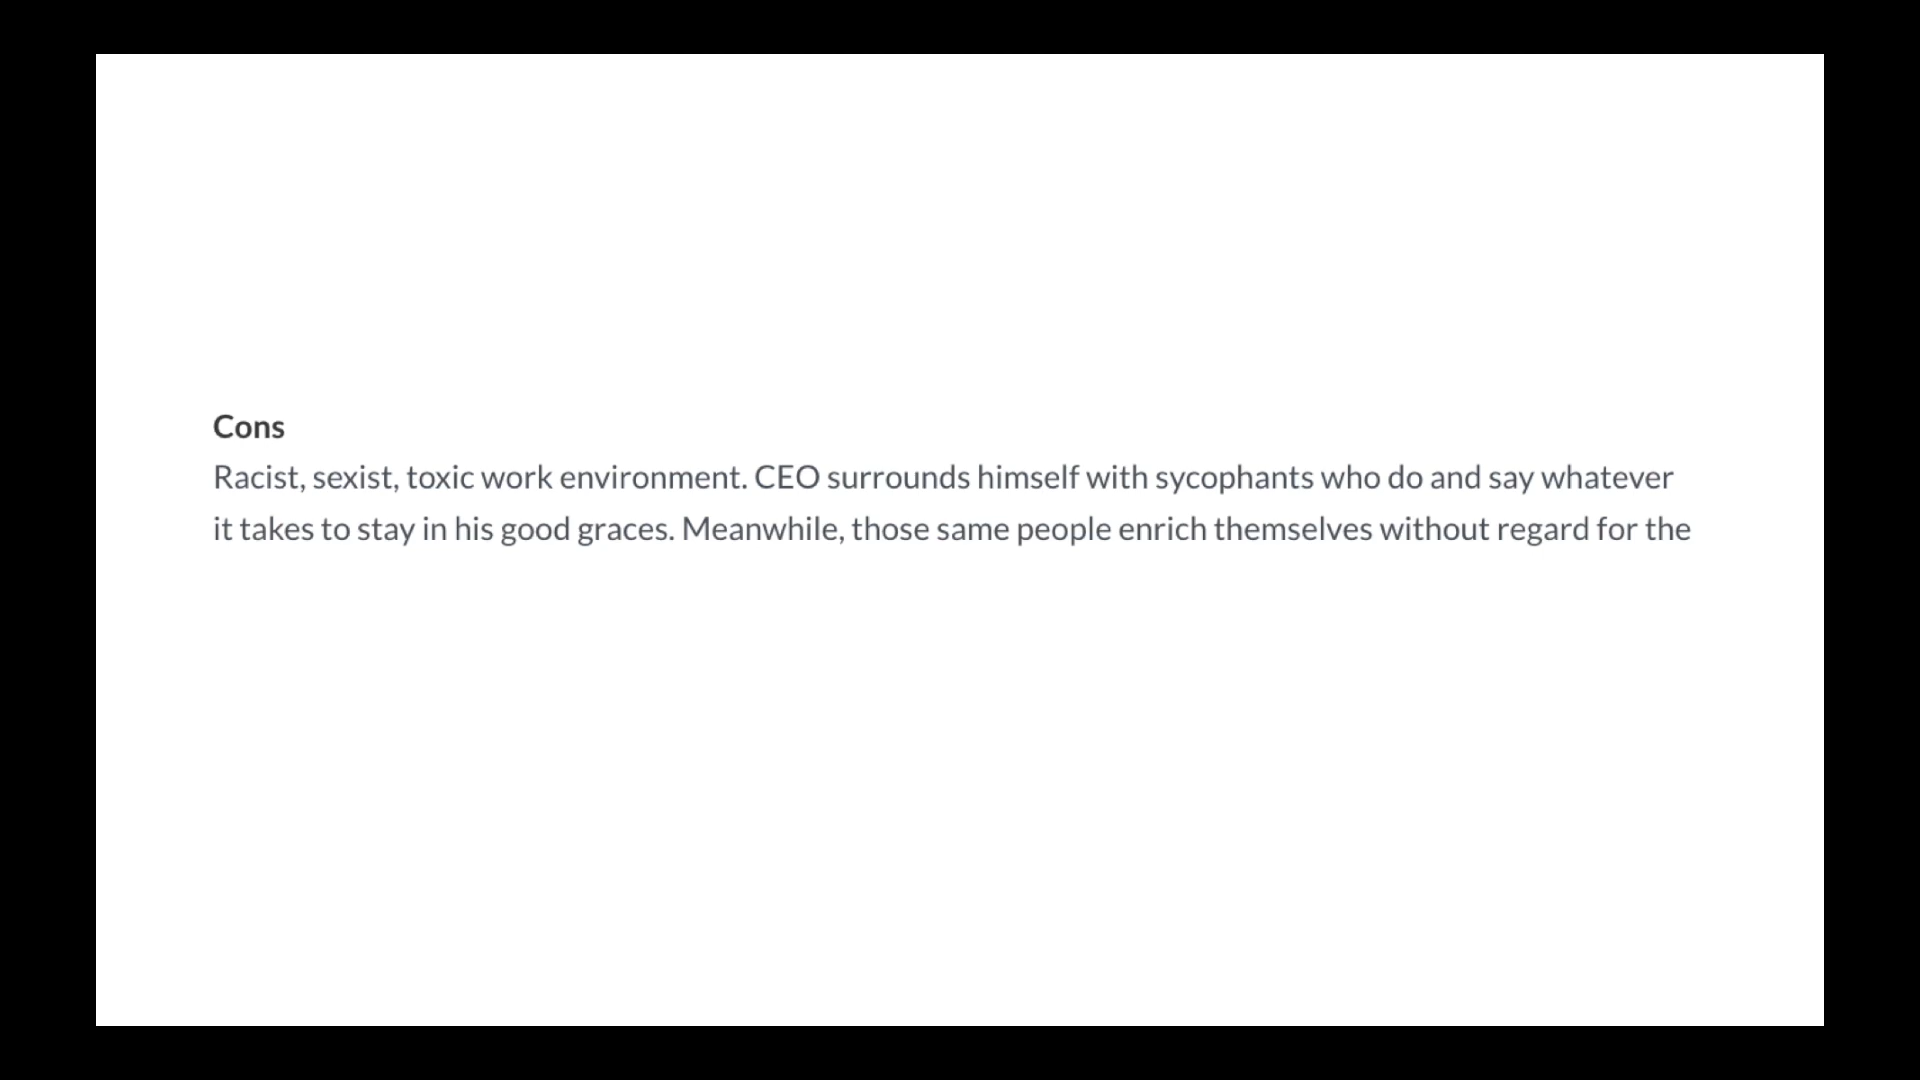 Cons
Racist, sexist, toxic work environment. CEO surrounds himself with sycophants who do and say whatever
it takes to stay in his good graces. Meanwhile, those same people enrich themselves without regard for the